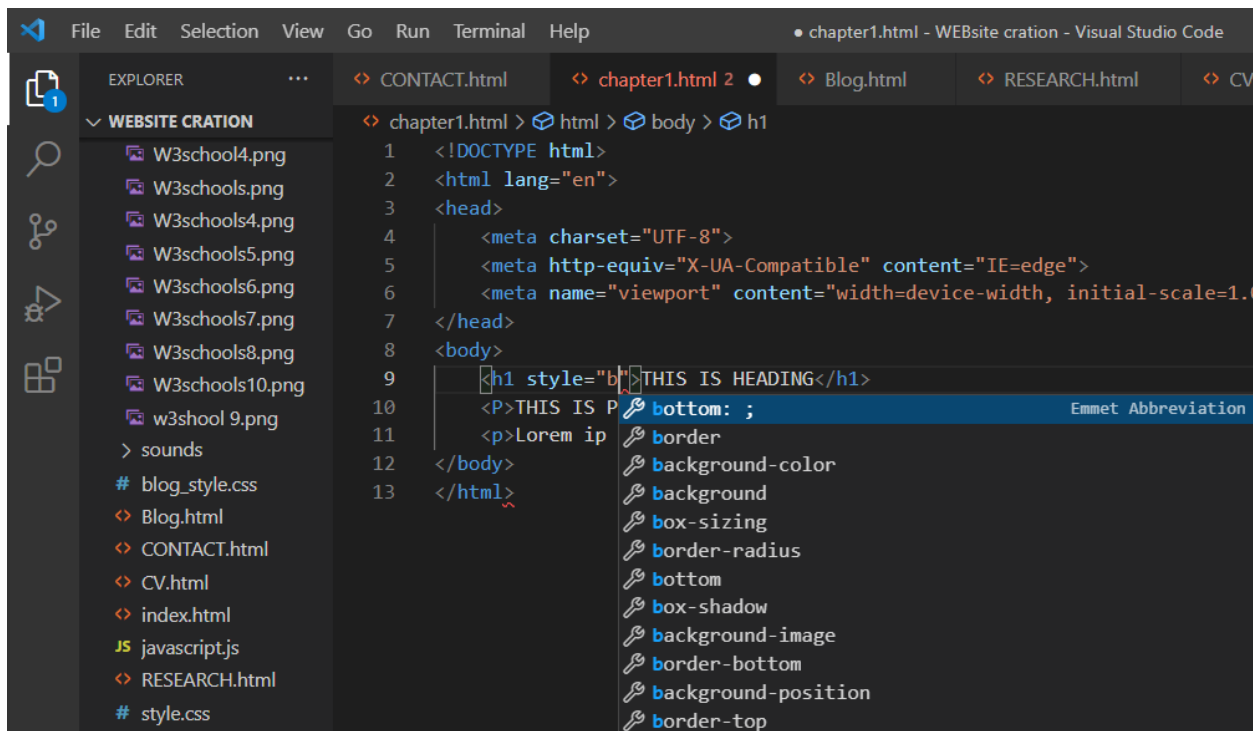 File Edit Selection View Go Run Terminal Help ● chapter1.html - WEBsite cration - Visual Studio Code
EXPLORER ···
1
WEBSITE CRATION
W3school4.png
W3schools.png
W3schools4.png
W3schools5.png
W3schools6.png
W3schools7.png
W3schools8.png
W3schools10.png
w3shool 9.png
sounds
# blog_style.css
<> Blog.html
<> CONTACT.html
<> CV.html
<> index.html
JS javascript.js
<> RESEARCH.html
# style.css
<> CONTACT.html <> chapter1.html 2 ● <> Blog.html <> RESEARCH.html <> CV
<> chapter1.html > html > body > h1
1 <!DOCTYPE html>
2 <html lang="en">
3 <head>
4 <meta charset="UTF-8">
5 <meta http-equiv="X-UA-Compatible" content="IE=edge">
6 <meta name="viewport" content="width=device-width, initial-scale=1.
7 </head>
8 <body>
9 <h1 style="b">THIS IS HEADING</h1>
10 <P>THIS IS P
11 <p>Lorem ip
12 </body>
13 </html>
bottom: ; Emmet Abbreviation
border
background-color
background
box-sizing
border-radius
bottom
box-shadow
background-image
border-bottom
background-position
border-top